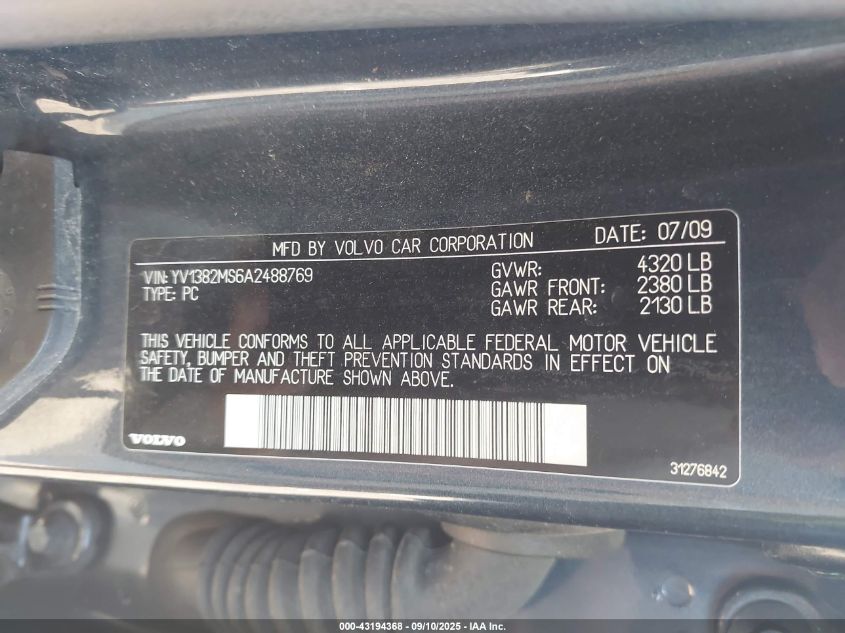 MFD BY VOLVO CAR CORPORATION DATE: 07/09
VIN: YV1382MS6A2488769 GVWR: 4320 LB
TYPE: PC GAWR FRONT: 2380 LB
GAWR REAR: 2130 LB
THIS VEHICLE CONFORMS TO ALL APPLICABLE FEDERAL MOTOR VEHICLE
SAFETY, BUMPER AND THEFT PREVENTION STANDARDS IN EFFECT ON
THE DATE OF MANUFACTURE SHOWN ABOVE.
VOLVO
31276842
000-43194368 - 09/10/2025 - IAA Inc.